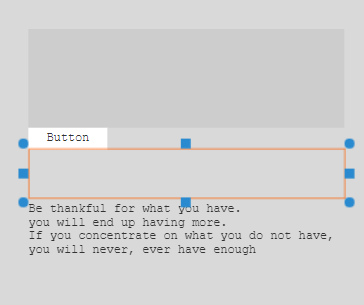 Button
Be thankful for what you have.
you will end up having more.
If you concentrate on what you do not have,
you will never, ever have enough